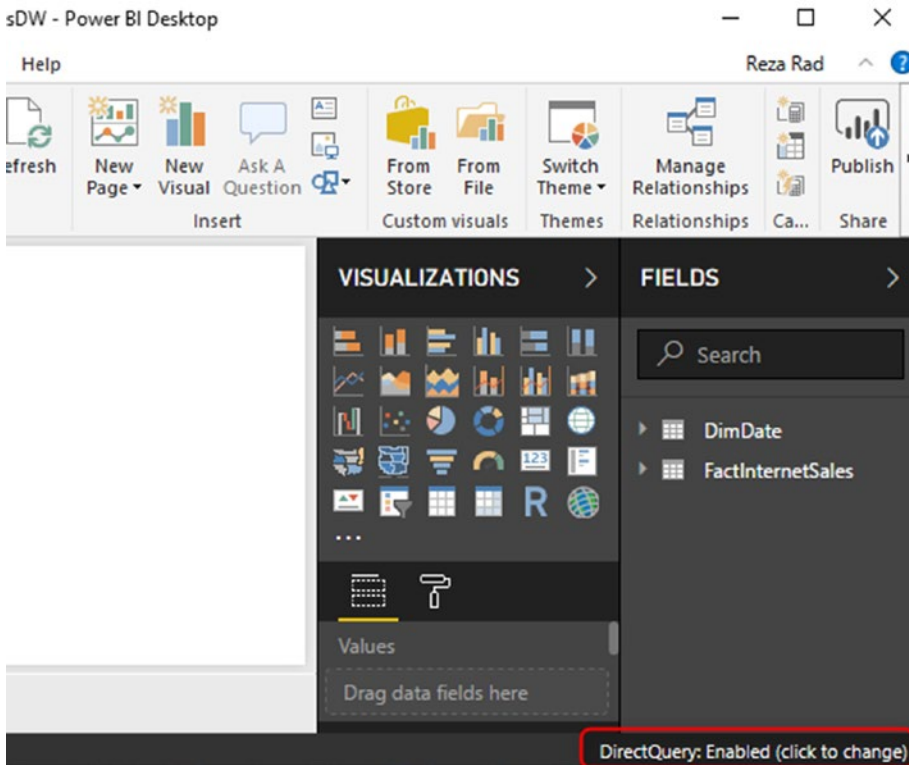 sDW - Power BI Desktop
Help
Reza Rad
?
efresh
New Page
New Visual
Ask A Question
A
From Store
From File
Switch Theme
Manage Relationships
Publish
Insert
Custom visuals
Themes
Relationships
Ca...
Share
VISUALIZATIONS
FIELDS
Search
DimDate
FactInternetSales
123
R
...
Values
Drag data fields here
DirectQuery: Enabled (click to change)